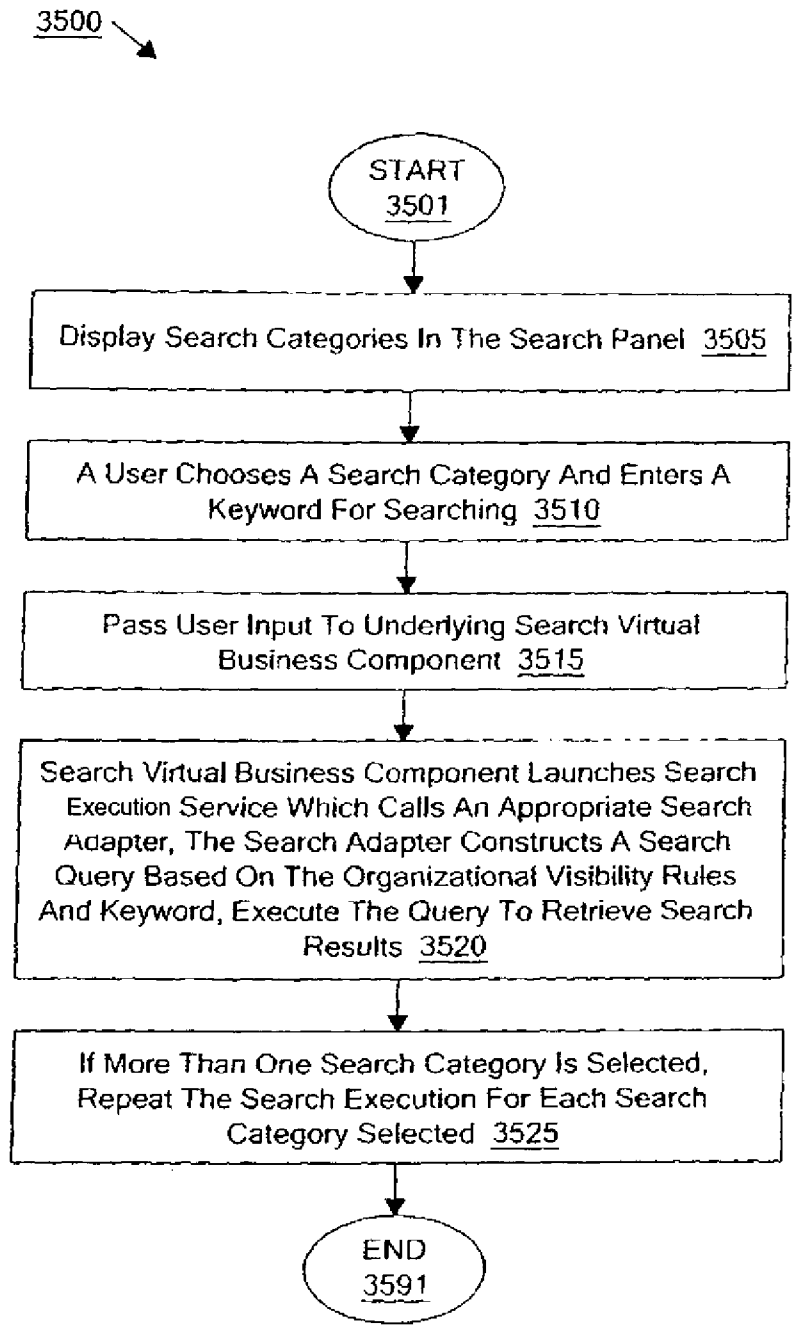 3500
START
3501
Display Search Categories In The Search Panel 3505
A User Chooses A Search Category And Enters A
Keyword For Searching 3510
Pass User Input To Underlying Search Virtual
Business Component 3515
Search Virtual Business Component Launches Search
Execution Service Which Calls An Appropriate Search
Adapter, The Search Adapter Constructs A Search
Query Based On The Organizational Visibility Rules
And Keyword, Execute The Query To Retrieve Search
Results 3520
If More Than One Search Category Is Selected,
Repeat The Search Execution For Each Search
Category Selected 3525
END
3591